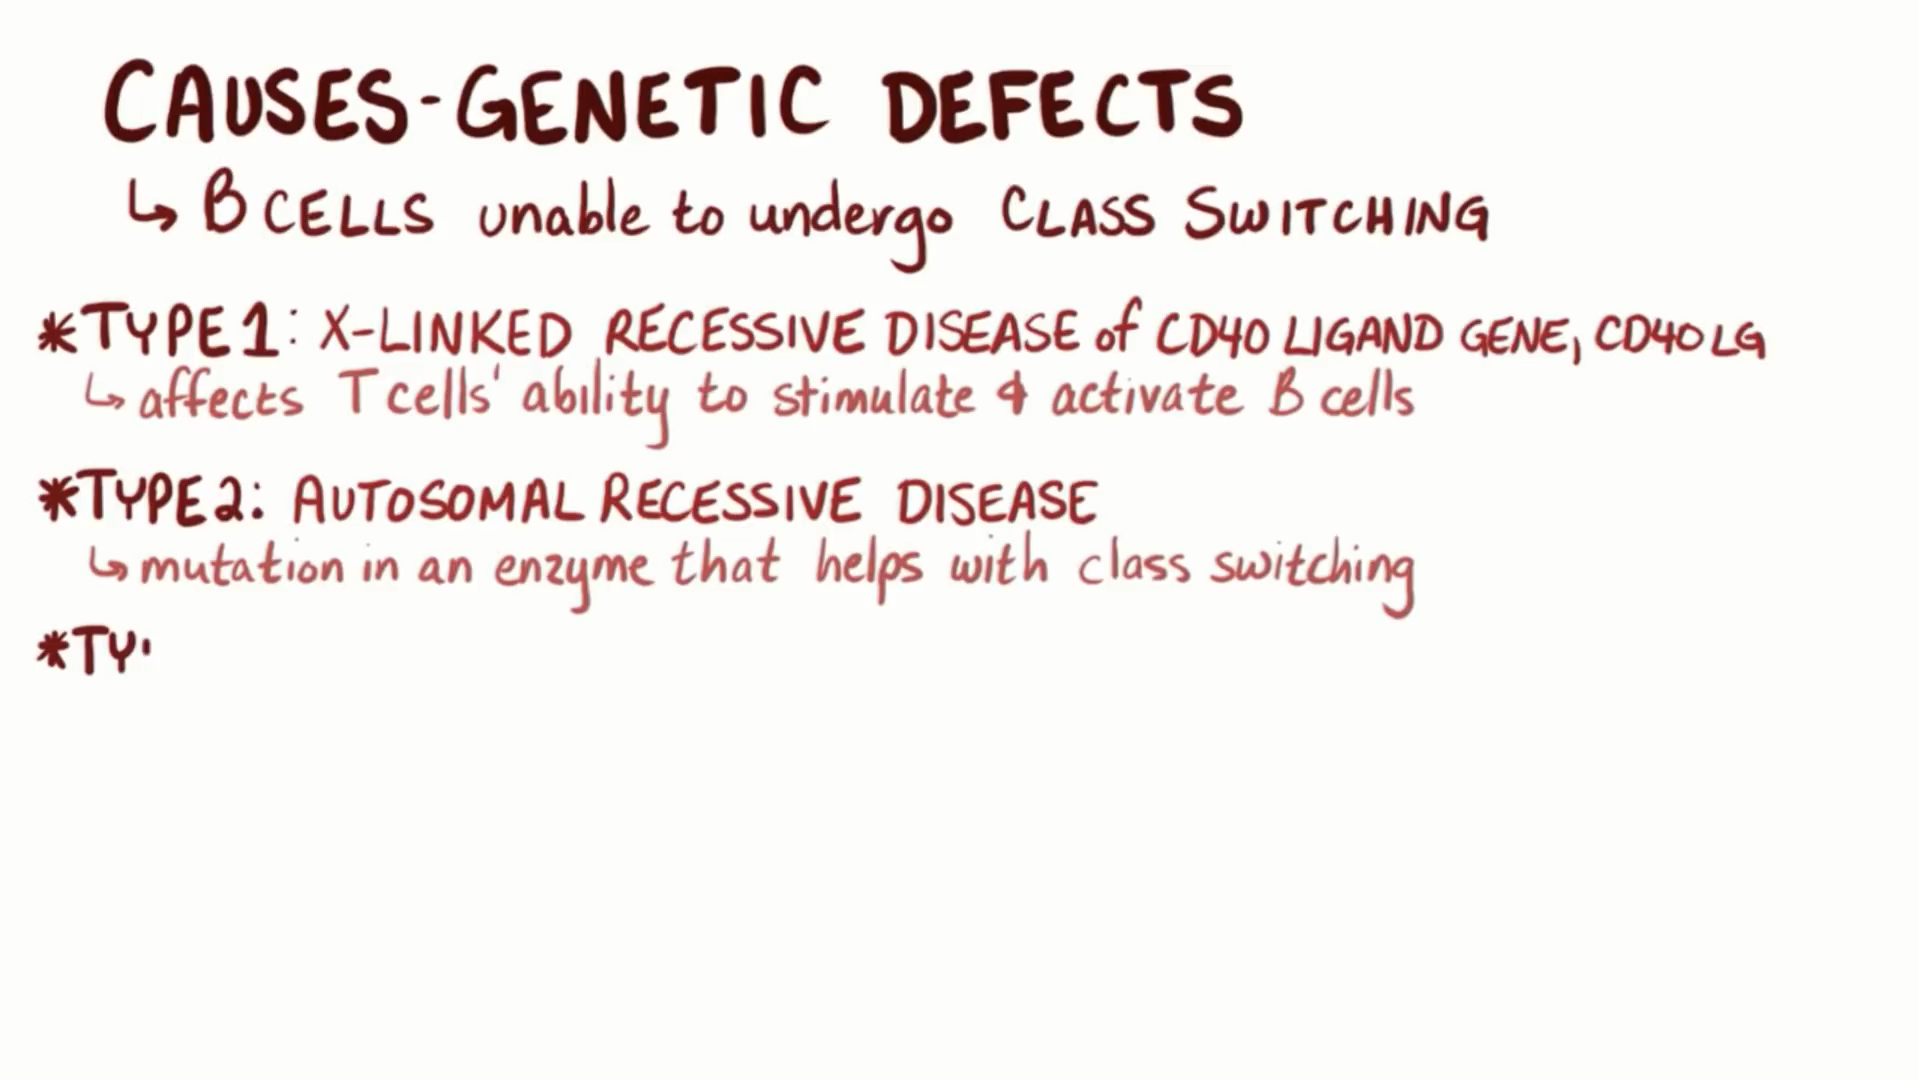 CAUSES-GENETIC DEFECTS
↳ B CELLS unable to undergo CLASS SWITCHING
*TYPE 1: X-LINKED RECESSIVE DISEASE of CD40 LIGAND GENE, CD40LG
↳ affects T cells' ability to stimulate & activate B cells
*TYPE 2: AUTOSOMAL RECESSIVE DISEASE
↳ mutation in an enzyme that helps with class switching
*TY